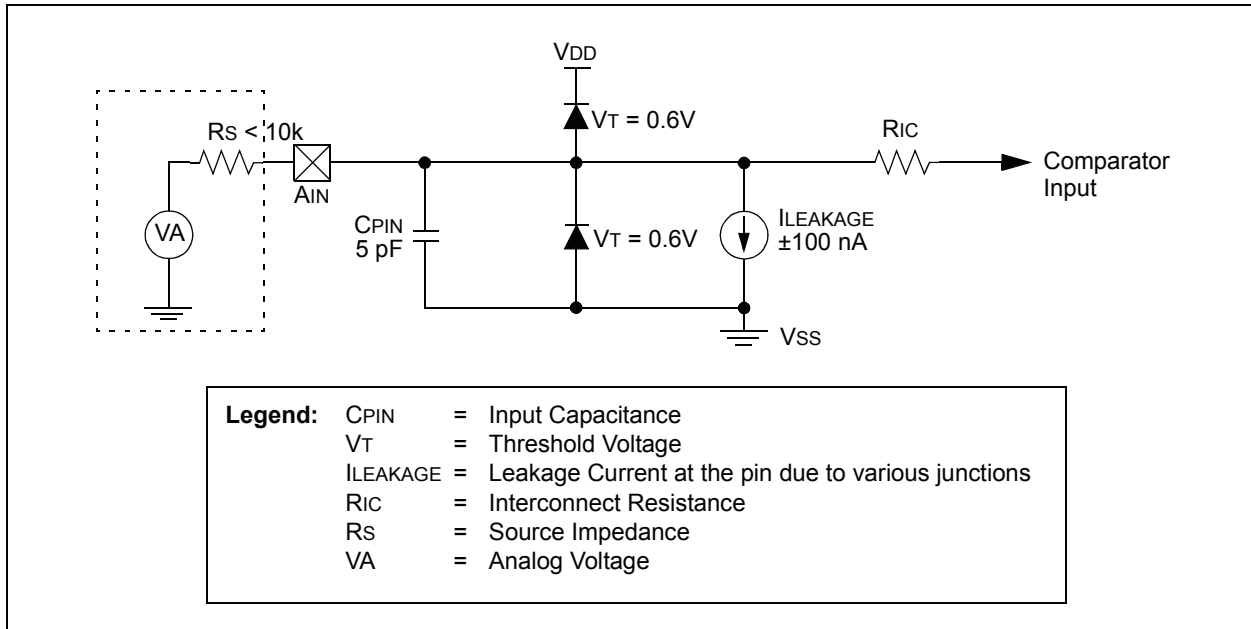 VDD
VT = 0.6V
RS < 10k
RIC
AIN
Comparator
Input
CPIN
5 pF
VA
VT = 0.6V
ILEAKAGE
±100 nA
VSS
Legend: CPIN = Input Capacitance
VT = Threshold Voltage
ILEAKAGE = Leakage Current at the pin due to various junctions
RIC = Interconnect Resistance
RS = Source Impedance
VA = Analog Voltage